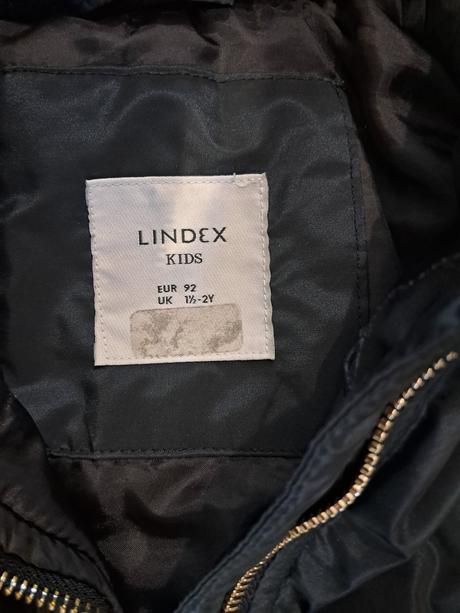 LINDEX
KIDS
EUR 92
UK 1½-2Y